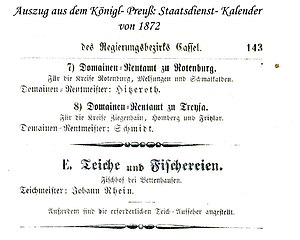 Auszug aus dem Königl- Preuß: Staatsdienst- Kalender
von 1872
des Regierungsbezirks Cassel. 143
7) Domainen-Rentamt zu Rotenburg.
Für die Kreise Rotenburg, Melsungen und Schmalkalden.
Domainen-Rentmeister: Hitzeroth.
8) Domainen-Rentamt zu Treysa.
Für die Kreise Ziegenhain, Homberg und Fritzlar.
Domainen-Rentmeister: Schmidt.
E. Teiche und Fischereien.
Fischhof bei Bettenhausen.
Teichmeister: Johann Rhein.
Außerdem sind die erforderlichen Teich-Aufseher angestellt.